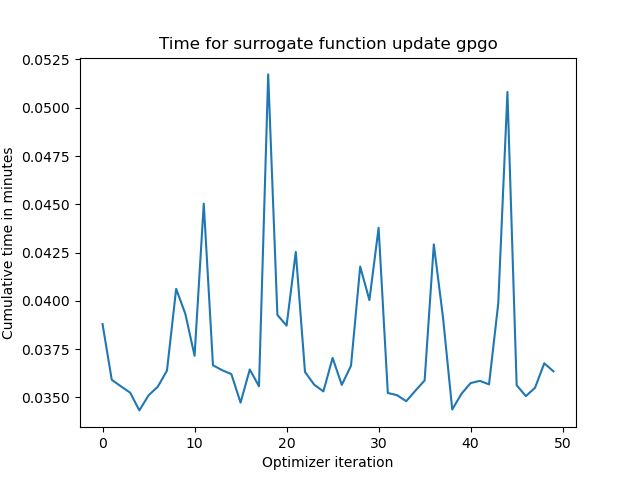 Time for surrogate function update gpgo
0.0525
0.0500
0.0475
0.0450
0.0425
0.0400
0.0375
0.0350
Cumulative time in minutes
0 10 20 30 40 50
Optimizer iteration